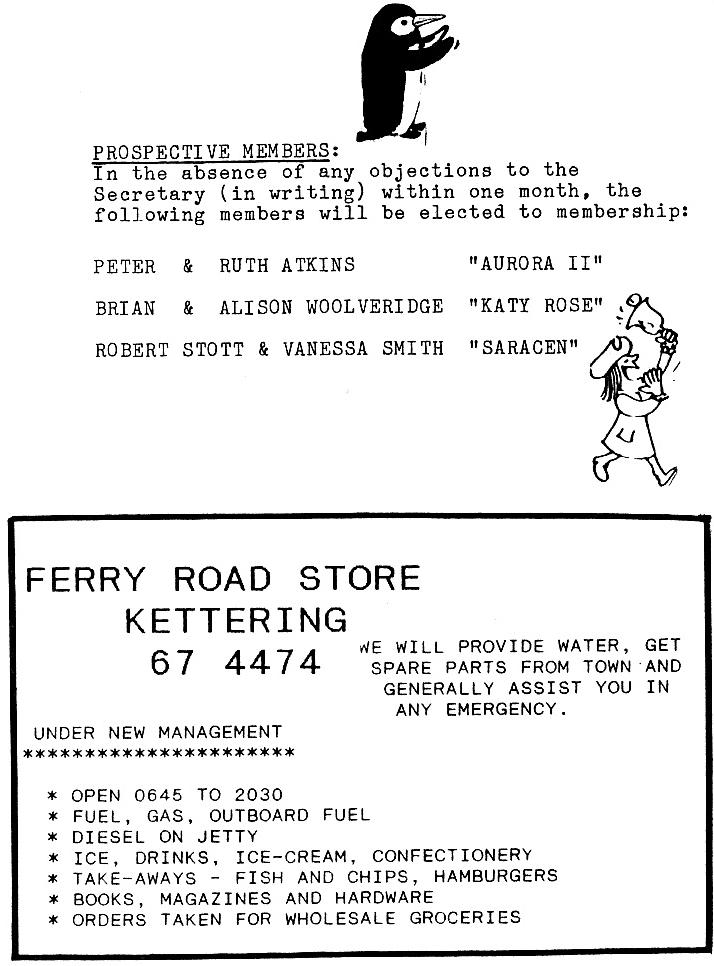 PROSPECTIVE MEMBERS:
In the absence of any objections to the
Secretary (in writing) within one month, the
following members will be elected to membership:
PETER & RUTH ATKINS "AURORA II"
BRIAN & ALISON WOOLVERIDGE "KATY ROSE"
ROBERT STOTT & VANESSA SMITH "SARACEN"
FERRY ROAD STORE
KETTERING
67 4474
WE WILL PROVIDE WATER, GET
SPARE PARTS FROM TOWN AND
GENERALLY ASSIST YOU IN
ANY EMERGENCY.
UNDER NEW MANAGEMENT
**********************
* OPEN 0645 TO 2030
* FUEL, GAS, OUTBOARD FUEL
* DIESEL ON JETTY
* ICE, DRINKS, ICE-CREAM, CONFECTIONERY
* TAKE-AWAYS - FISH AND CHIPS, HAMBURGERS
* BOOKS, MAGAZINES AND HARDWARE
* ORDERS TAKEN FOR WHOLESALE GROCERIES